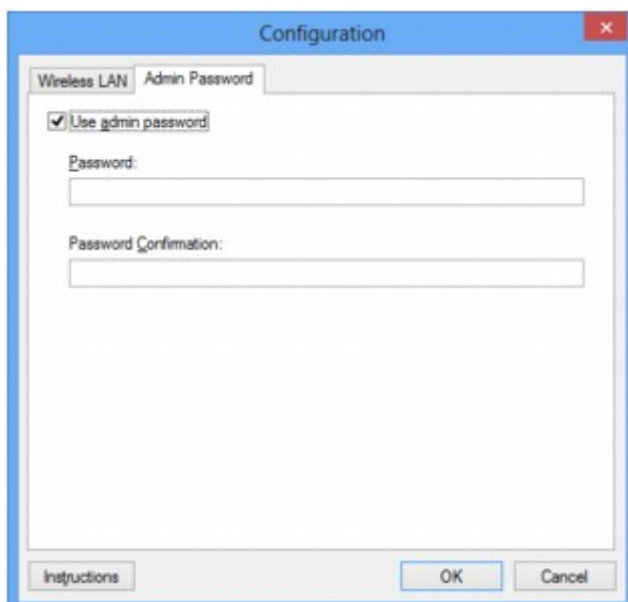 Configuration
Wireless LAN Admin Password
Use admin password
Password:
Password Confirmation:
Instructions OK Cancel